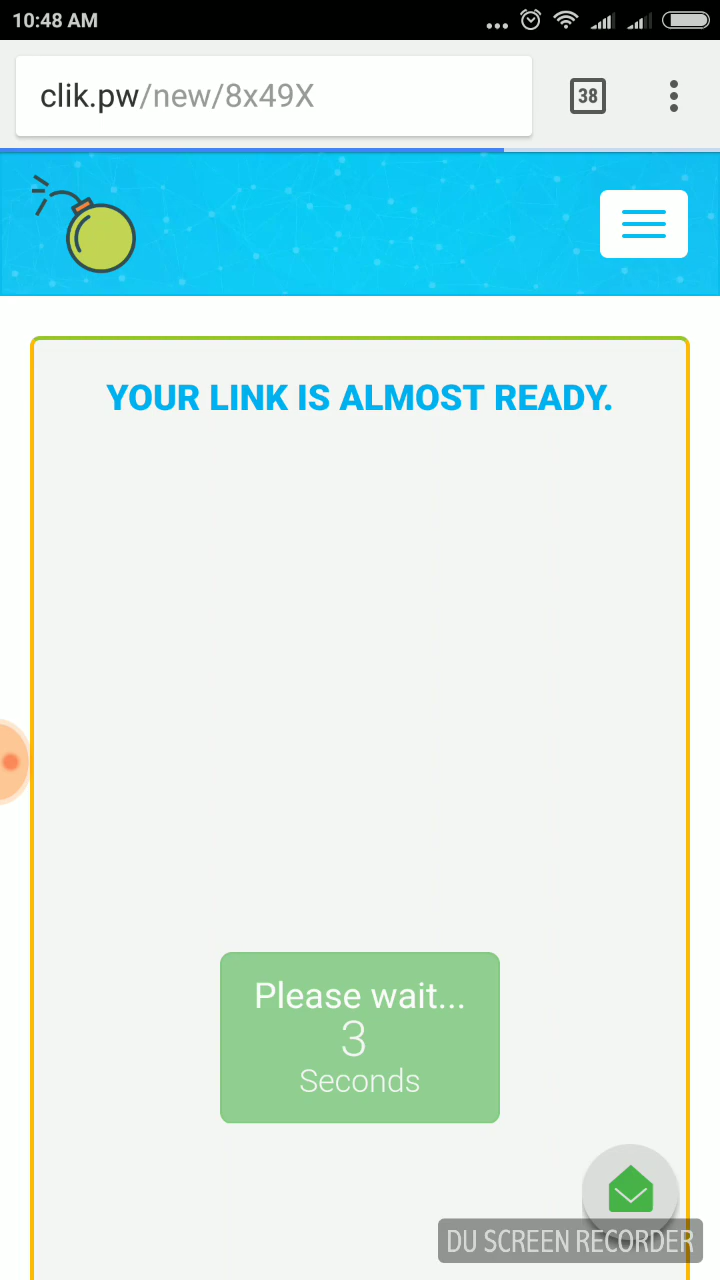 10:48 AM
clik.pw/new/8x49X
38
YOUR LINK IS ALMOST READY.
Please wait...
3
Seconds
DU SCREEN RECORDER